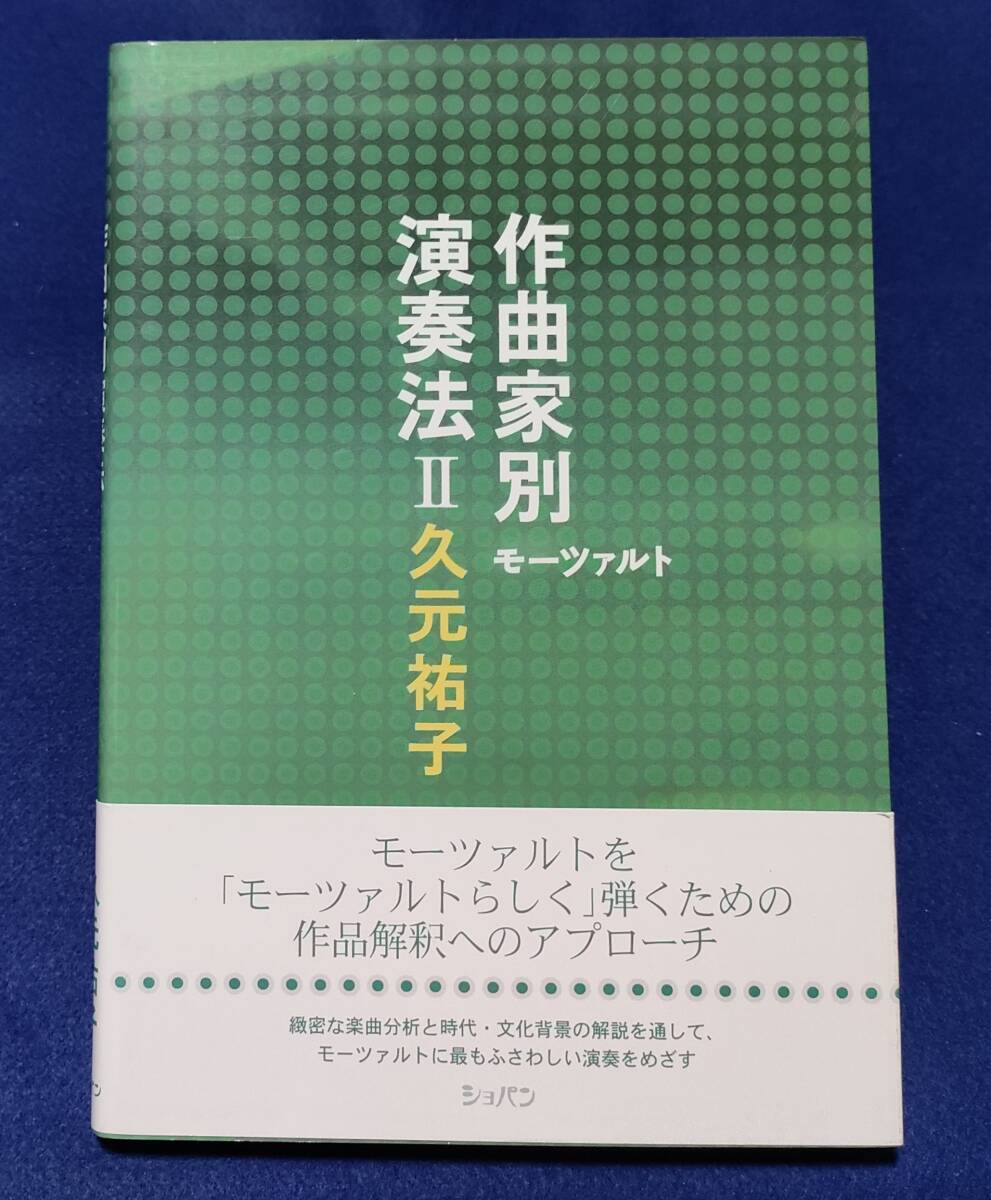 作曲家別
モーツァルト
演奏法Ⅱ
久元祐子
モーツァルトを
「モーツァルトらしく」弾くための
作品解釈へのアプローチ
緻密な楽曲分析と時代・文化背景の解説を通して、
モーツァルトに最もふさわしい演奏をめざす
ショパン